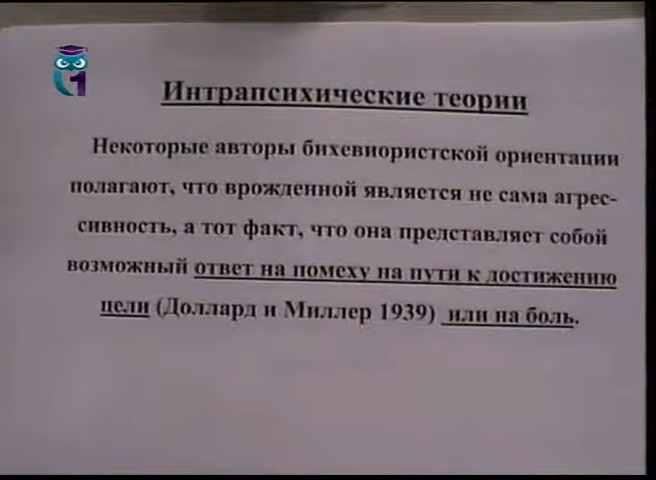 1
Интрапсихические теории
Некоторые авторы бихевиористской ориентации
полагают, что врожденной является не сама агрес-
сивность, а тот факт, что она представляет собой
возможный ответ на помеху на пути к достижению
цели (Доллард и Миллер 1939) или на боль.